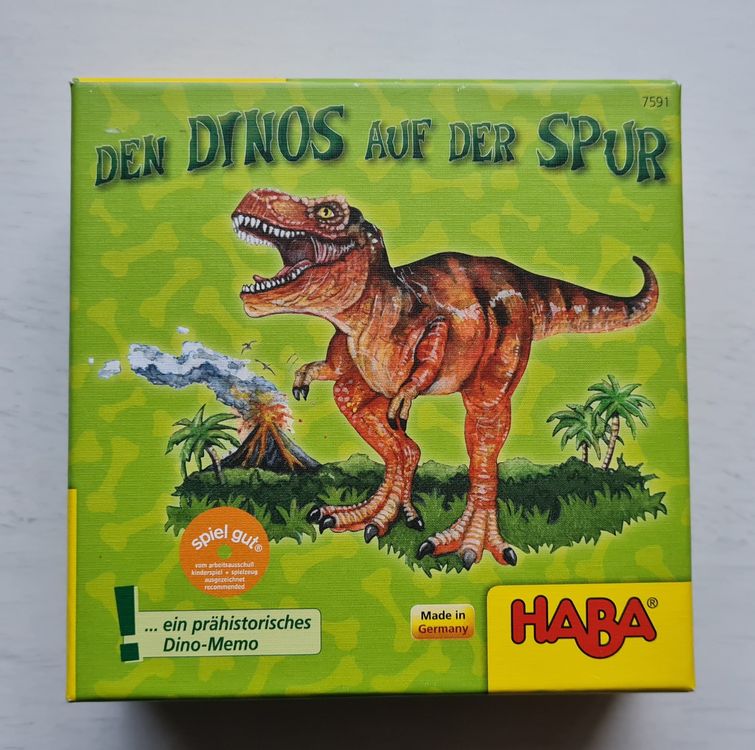 7591
DEN DINOS AUF DER SPUR
spiel gut®
vom arbeitsausschuß
kinderspiel + spielzeug
ausgezeichnet
recommended
... ein prähistorisches
Dino-Memo
Made in
Germany
HABA®